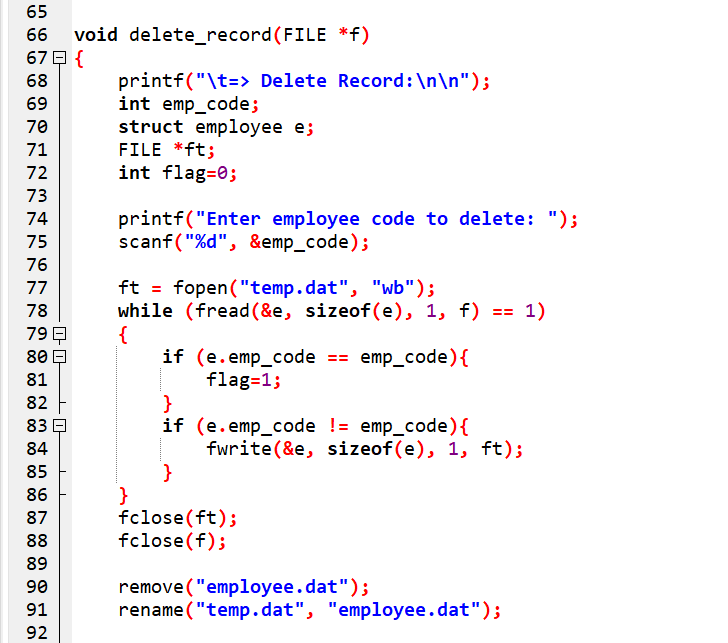 65
66 void delete_record(FILE *f)
67 {
68 printf("\t=> Delete Record:\n\n");
69 int emp_code;
70 struct employee e;
71 FILE *ft;
72 int flag=0;
73
74 printf("Enter employee code to delete: ");
75 scanf("%d", &emp_code);
76
77 ft = fopen("temp.dat", "wb");
78 while (fread(&e, sizeof(e), 1, f) == 1)
79 {
80 if (e.emp_code == emp_code){
81 flag=1;
82 }
83 if (e.emp_code != emp_code){
84 fwrite(&e, sizeof(e), 1, ft);
85 }
86 }
87 fclose(ft);
88 fclose(f);
89
90 remove("employee.dat");
91 rename("temp.dat", "employee.dat");
92